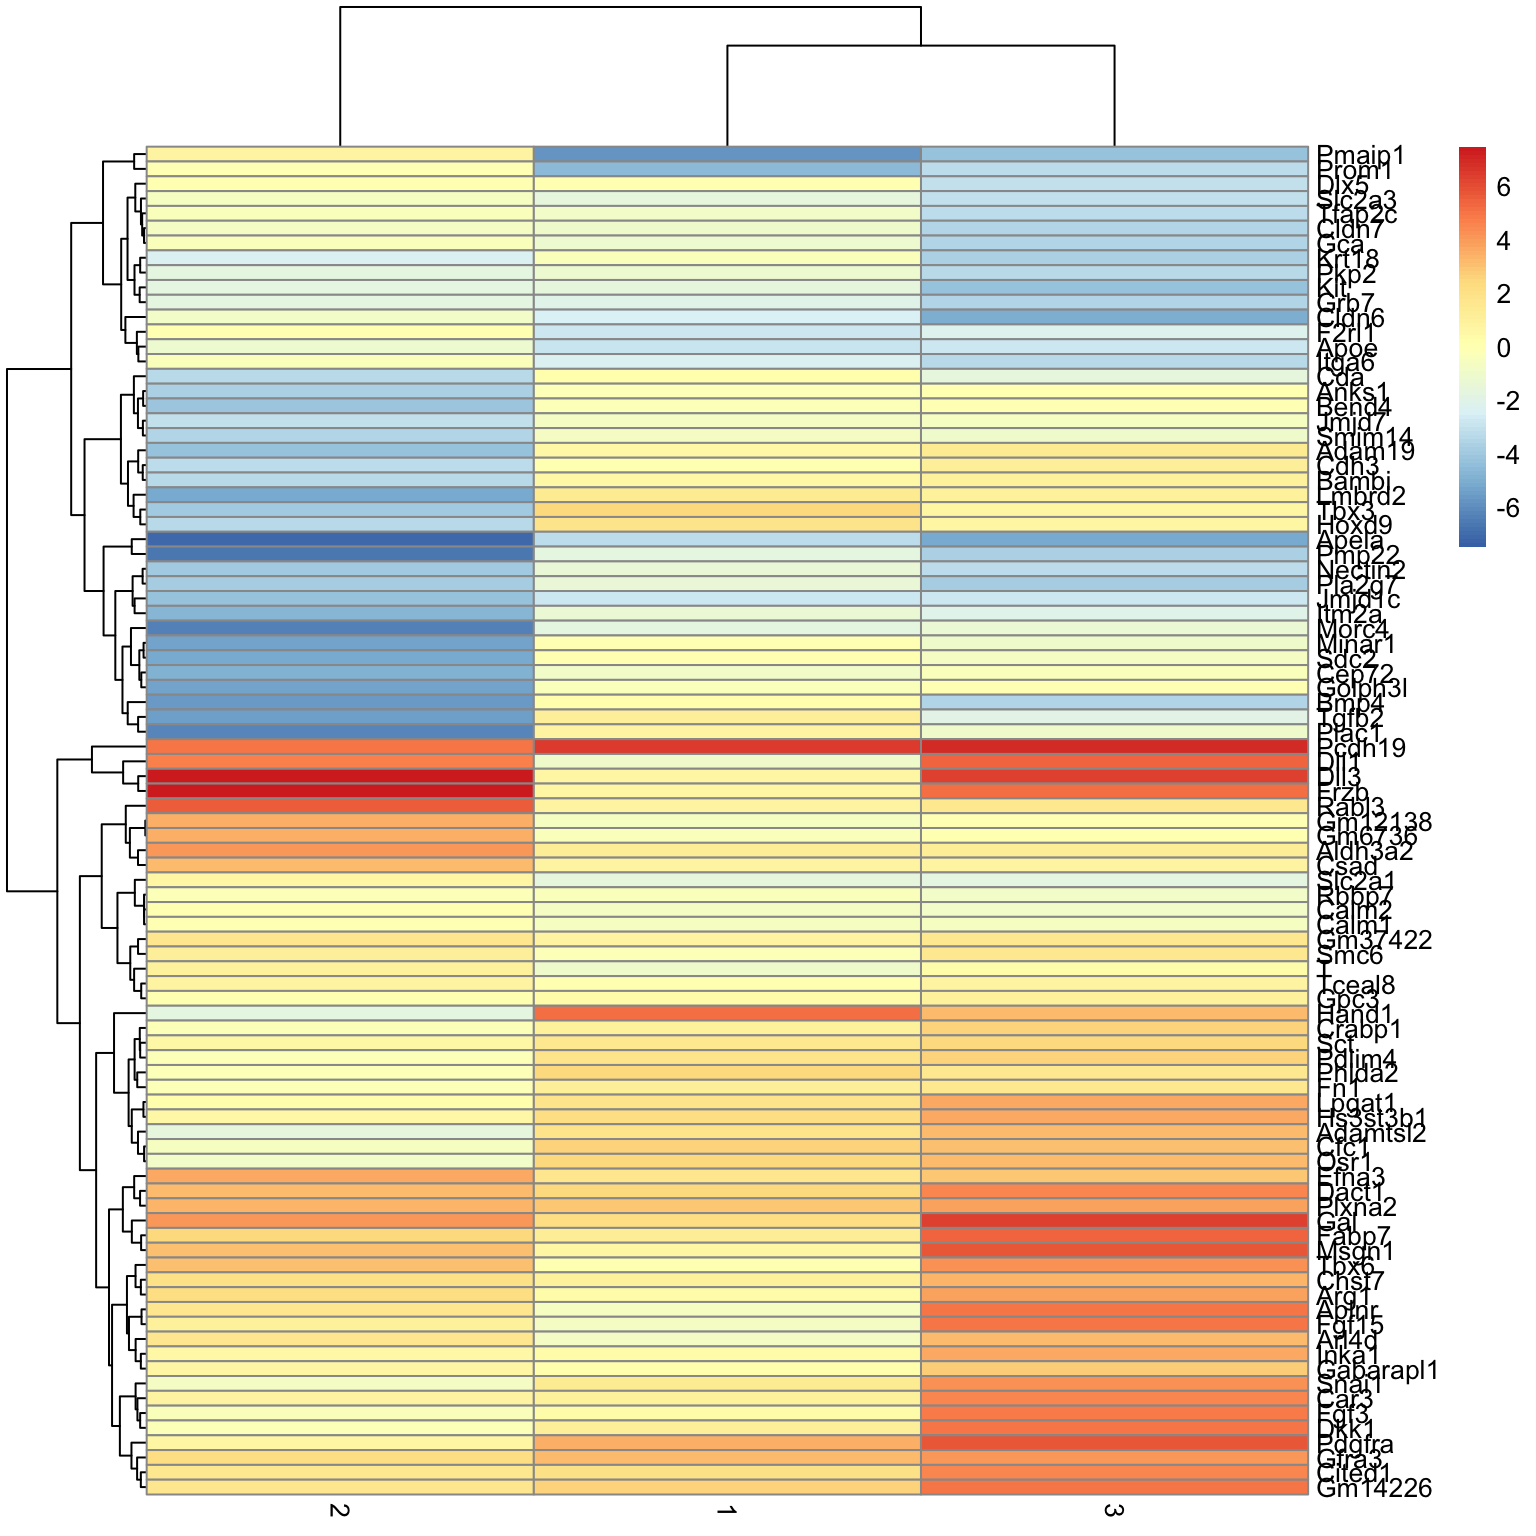 Pmaip1
Prom1
Dlx5
Slc2a3
Tfap2c
Cldn7
Gca
Krt18
Pkp2
Kit
Grb7
Cldn6
F2rl1
Apoe
Itga6
Cda
Anks1
Bend4
Jmjd7
Smim14
Adam19
Cdh3
Bambi
Lmbrd2
Tbx3
Hoxd9
Apela
Pmp22
Nectin2
Pla2g7
Jmjd1c
Itm2a
Morc4
Minar1
Sdc2
Cep72
Golph3l
Bmp4
Tgfb2
Plac1
Pcdh19
Dll1
Dll3
Frzb
Rabl3
Gm12138
Gm6736
Aldh3a2
Csad
Slc2a1
Rbbp7
Calm2
Calm1
Gm37422
Smc6
T
Tceal8
Gpc3
Hand1
Crabp1
Sct
Pdlim4
Phlda2
Fn1
Lpgat1
Hs3st3b1
Adamtsl2
Cfc1
Osr1
Efna3
Dact1
Plxna2
Gal
Fabp7
Msgn1
Tbx6
Chst7
Arg1
Aplnr
Fgf15
Arl4d
Inka1
Gabarapl1
Snai1
Car3
Fgf3
Dkk1
Pdgfra
Gfra3
Cited1
Gm14226
6
4
2
0
-2
-4
-6
2
1
3